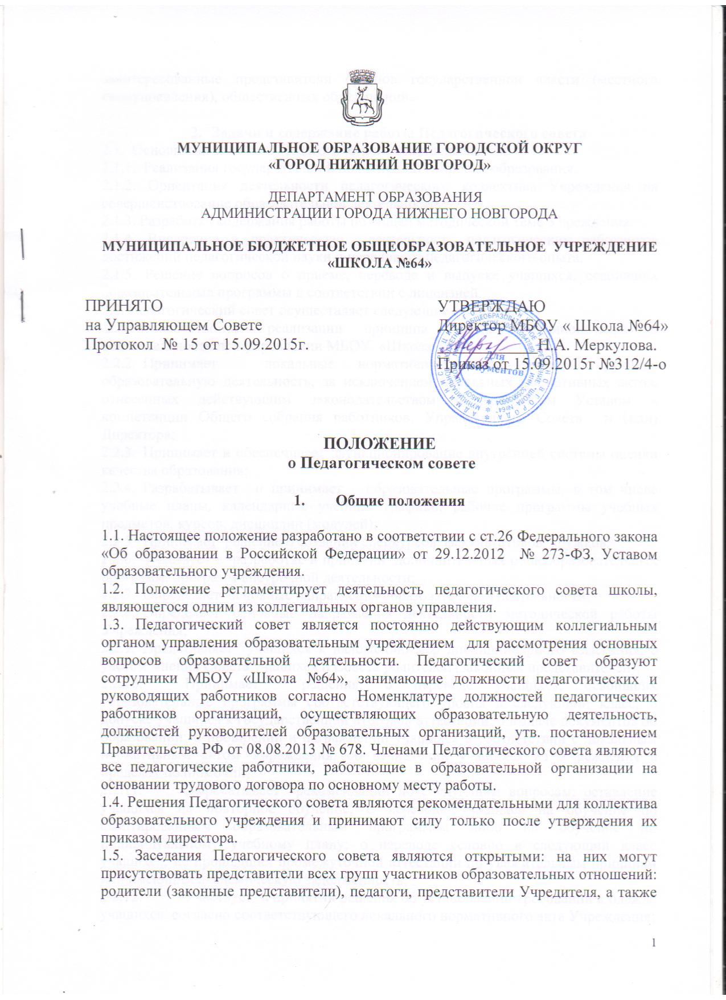 МУНИЦИПАЛЬНОЕ ОБРАЗОВАНИЕ ГОРОДСКОЙ ОКРУГ
«ГОРОД НИЖНИЙ НОВГОРОД»
ДЕПАРТАМЕНТ ОБРАЗОВАНИЯ
АДМИНИСТРАЦИИ ГОРОДА НИЖНЕГО НОВГОРОДА
МУНИЦИПАЛЬНОЕ БЮДЖЕТНОЕ ОБЩЕОБРАЗОВАТЕЛЬНОЕ УЧРЕЖДЕНИЕ
«ШКОЛА №64»
ПРИНЯТО
на Управляющем Совете
Протокол № 15 от 15.09.2015г.
УТВЕРЖДАЮ
Директор МБОУ « Школа №64»
Н.А. Меркулова.
Приказ от 15.09.2015г №312/4-о
для
документов
ПОЛОЖЕНИЕ
о Педагогическом совете
1. Общие положения
1.1. Настоящее положение разработано в соответствии с ст.26 Федерального закона
«Об образовании в Российской Федерации» от 29.12.2012 № 273-ФЗ, Уставом
образовательного учреждения.
1.2. Положение регламентирует деятельность педагогического совета школы,
являющегося одним из коллегиальных органов управления.
1.3. Педагогический совет является постоянно действующим коллегиальным
органом управления образовательным учреждением для рассмотрения основных
вопросов образовательной деятельности. Педагогический совет образуют
сотрудники МБОУ «Школа №64», занимающие должности педагогических и
руководящих работников согласно Номенклатуре должностей педагогических
работников организаций, осуществляющих образовательную деятельность,
должностей руководителей образовательных организаций, утв. постановлением
Правительства РФ от 08.08.2013 № 678. Членами Педагогического совета являются
все педагогические работники, работающие в образовательной организации на
основании трудового договора по основному месту работы.
1.4. Решения Педагогического совета являются рекомендательными для коллектива
образовательного учреждения и принимают силу только после утверждения их
приказом директора.
1.5. Заседания Педагогического совета являются открытыми: на них могут
присутствовать представители всех групп участников образовательных отношений:
родители (законные представители), педагоги, представители Учредителя, а также
1